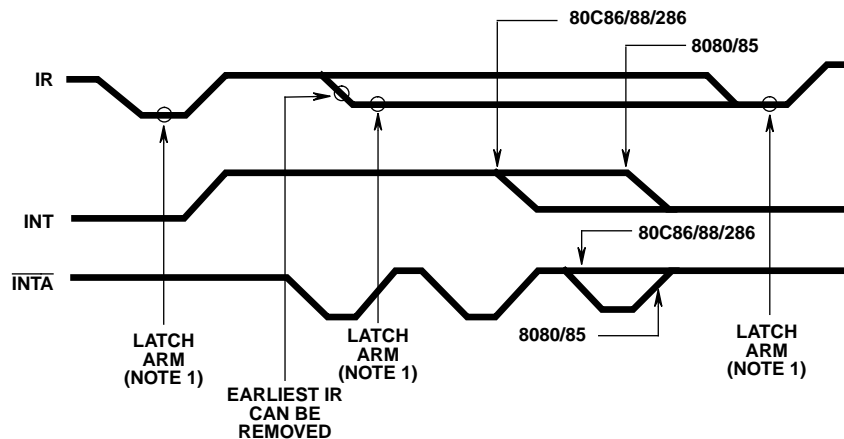 80C86/88/286
8080/85
IR
INT
80C86/88/286
INTA
8080/85
LATCH
ARM
(NOTE 1)
EARLIEST IR
CAN BE
REMOVED
LATCH
ARM
(NOTE 1)
LATCH
ARM
(NOTE 1)